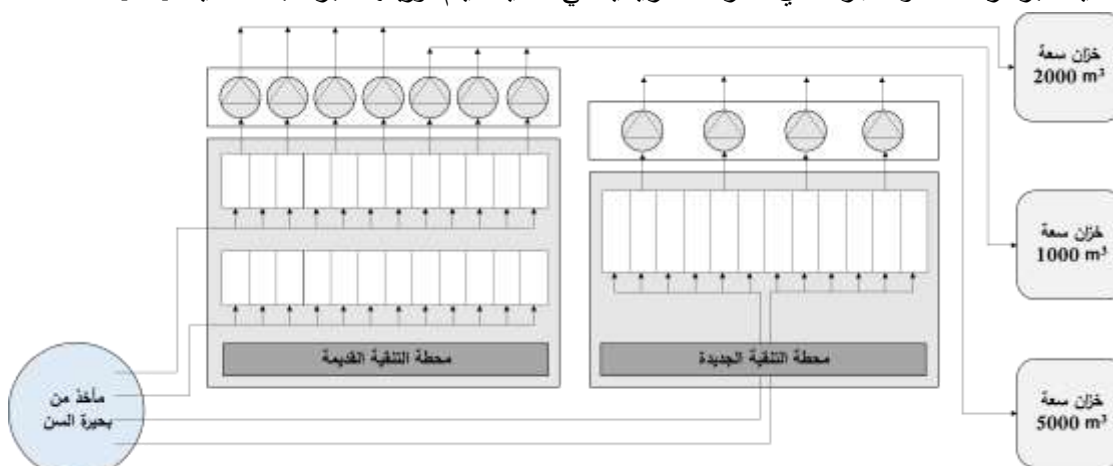 خزان سعة
2000 m³
خزان سعة
1000 m³
محطة التنقية القديمة
محطة التنقية الجديدة
مأخذ من
بحيرة السن
خزان سعة
5000 m³